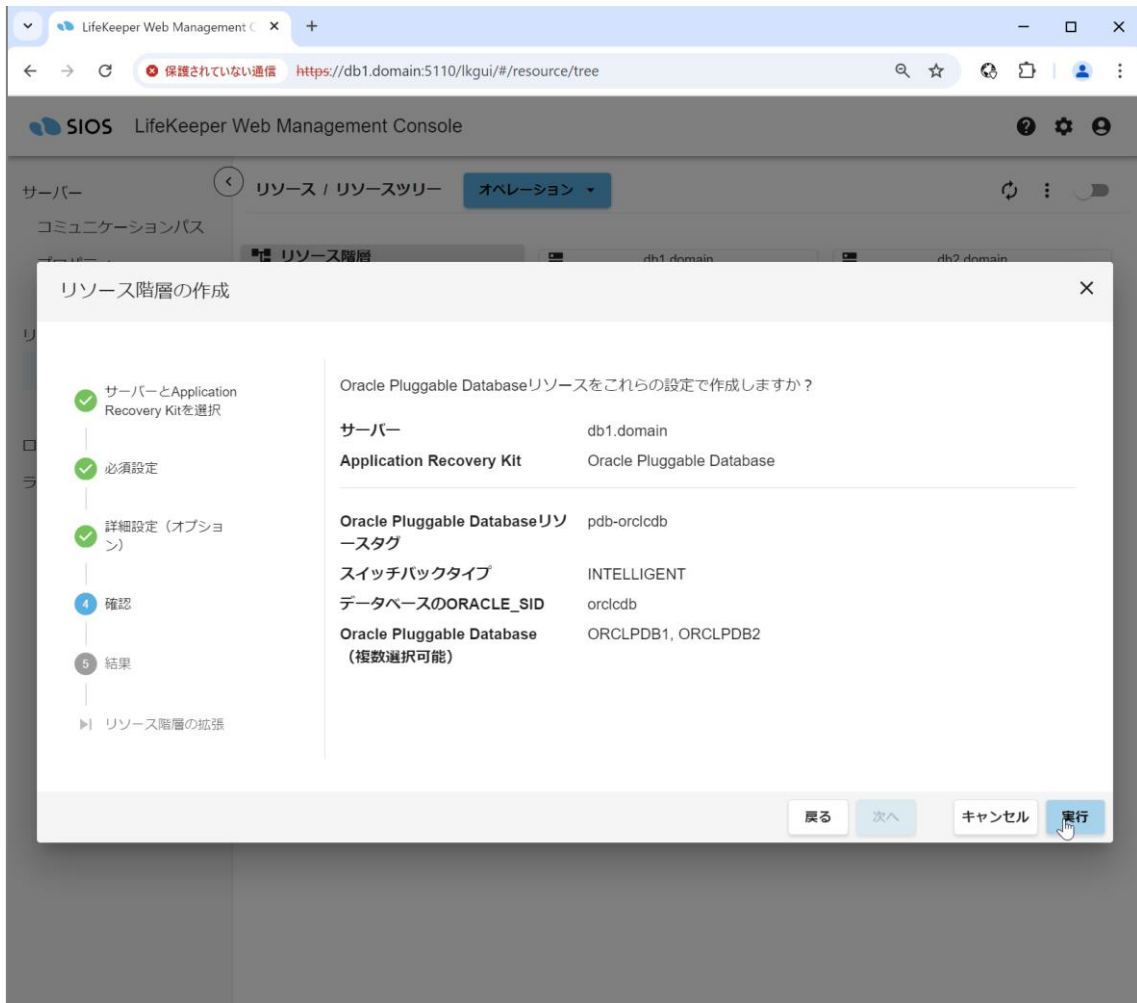 LifeKeeper Web Management C
保護されていない通信
https://db1.domain:5110/lkgui/#/resource/tree
SIOS LifeKeeper Web Management Console
サーバー
コミュニケーションパス
リソース / リソースツリー
オペレーション
リソース階層
db1.domain
db2.domain
リ
ロ
ラ
リソース階層の作成
サーバーとApplication
Recovery Kitを選択
必須設定
詳細設定（オプショ
ン）
4 確認
5 結果
リソース階層の拡張
Oracle Pluggable Databaseリソースをこれらの設定で作成しますか？
サーバー db1.domain
Application Recovery Kit Oracle Pluggable Database
Oracle Pluggable Databaseリソ pdb-orclcdb
ースタグ
スイッチバックタイプ INTELLIGENT
データベースのORACLE_SID orclcdb
Oracle Pluggable Database ORCLPDB1, ORCLPDB2
（複数選択可能）
戻る
次へ
キャンセル
実行